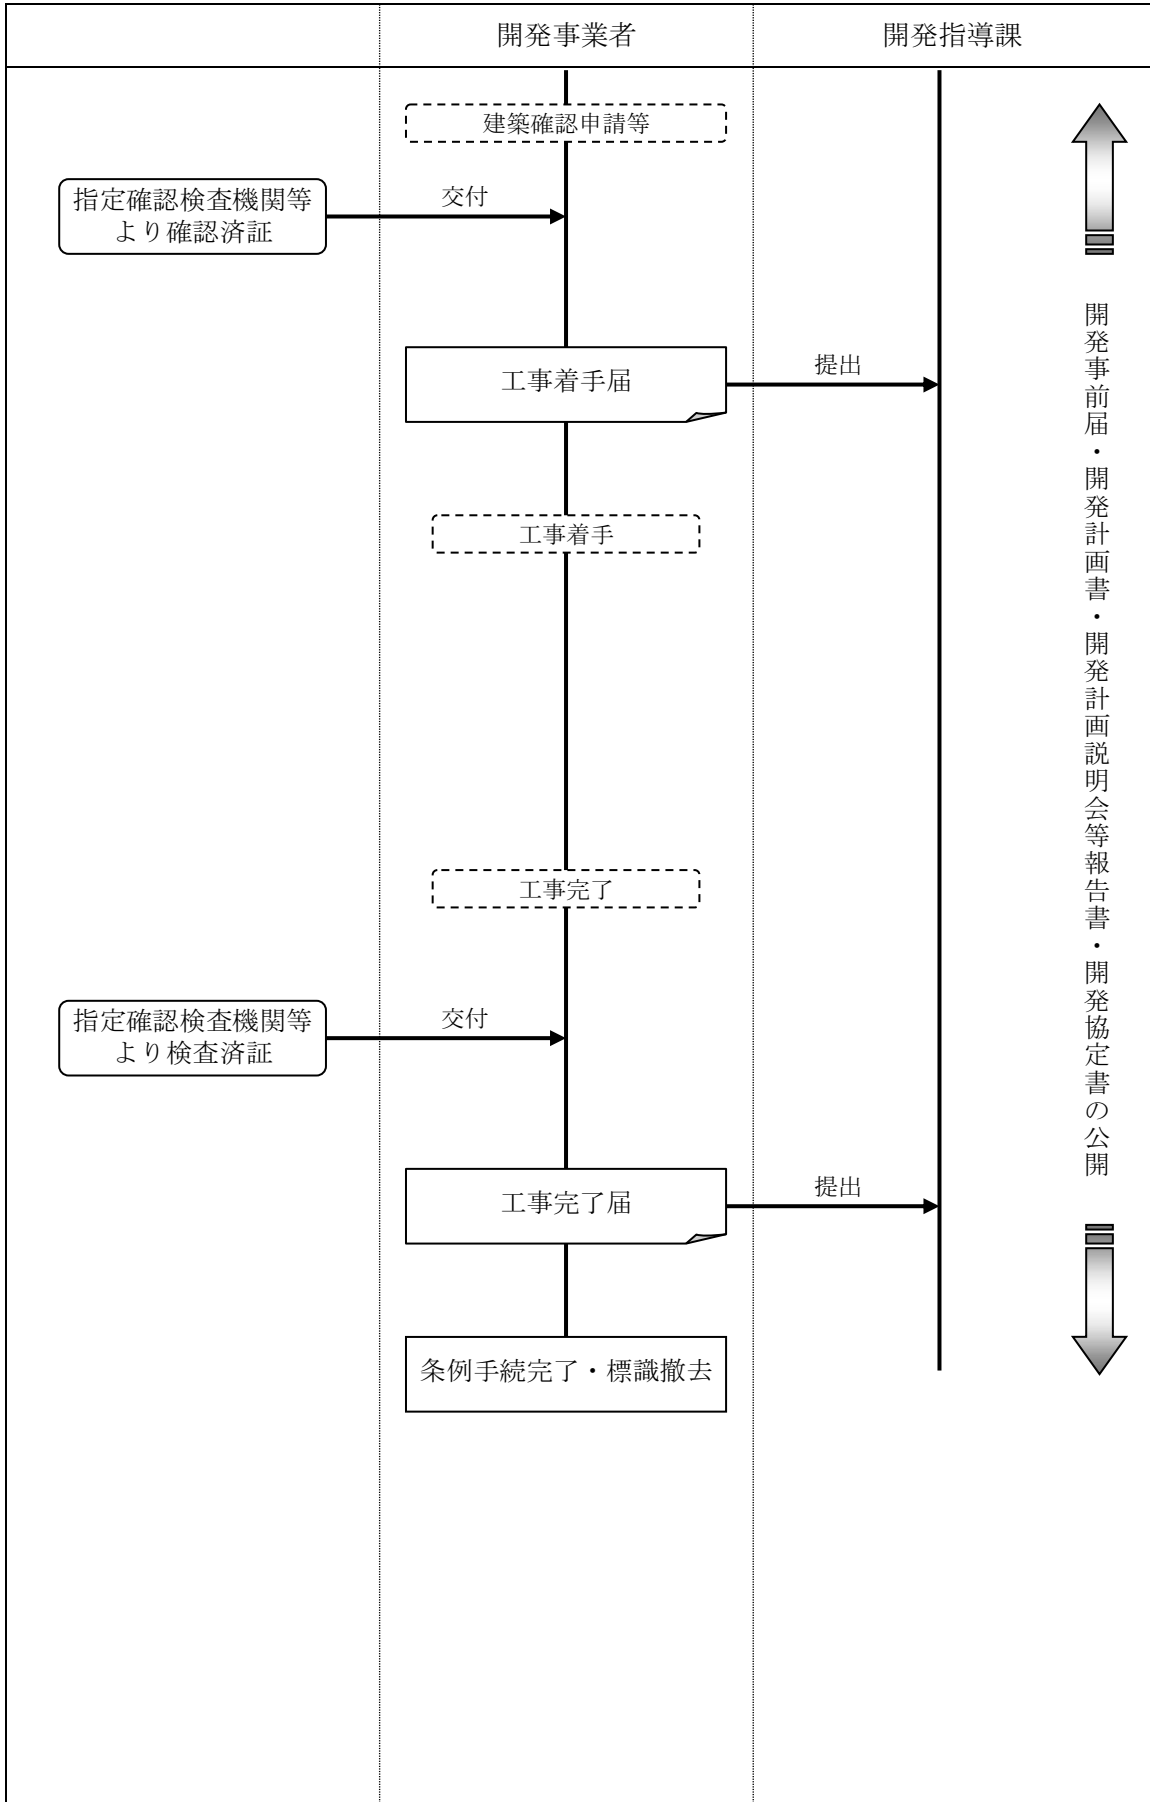 開発事業者
開発指導課
建築確認申請等
指定確認検査機関等
より確認済証
交付
工事着手届
提出
工事着手
工事完了
指定確認検査機関等
より検査済証
交付
工事完了届
提出
条例手続完了・標識撤去
開発事前届・開発計画書・開発計画説明会等報告書・開発協定書の公開